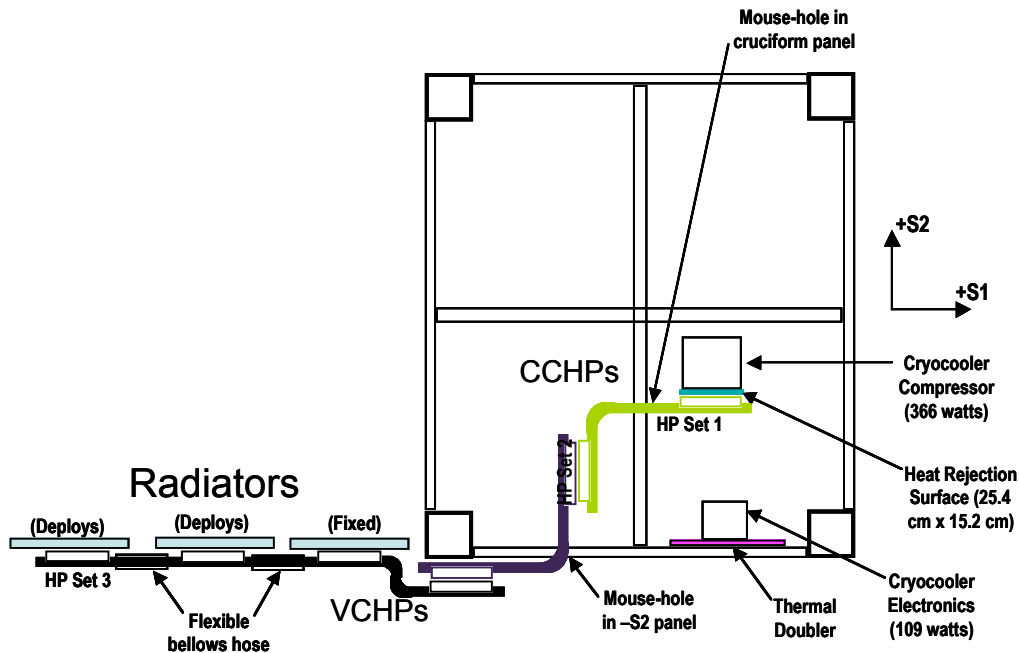 Mouse-hole in
cruciform panel
+S2
+S1
CCHPs
Cryocooler
Compressor
(366 watts)
HP Set 1
HP Set 2
Heat Rejection
Surface (25.4
cm x 15.2 cm)
Radiators
(Deploys)
(Deploys)
(Fixed)
HP Set 3
VCHPs
Flexible
bellows hose
Mouse-hole
in –S2 panel
Thermal
Doubler
Cryocooler
Electronics
(109 watts)